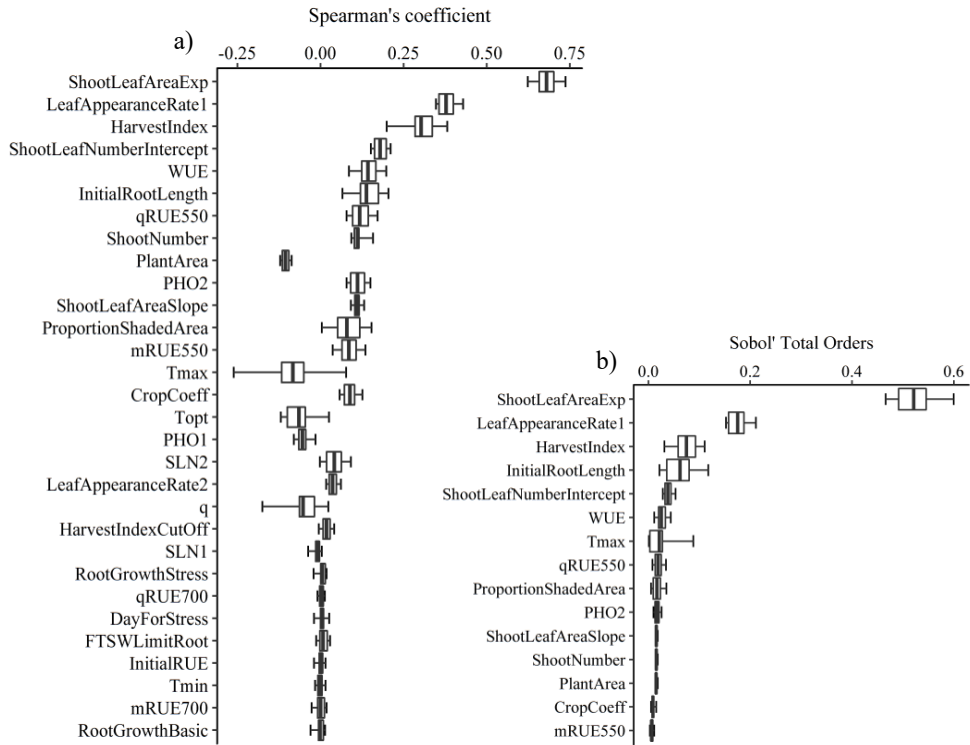 Spearman's coefficient
a)
-0.25 0.00 0.25 0.50 0.75
ShootLeafAreaExp
LeafAppearanceRate1
HarvestIndex
ShootLeafNumberIntercept
WUE
InitialRootLength
qRUE550
ShootNumber
PlantArea
PHO2
ShootLeafAreaSlope
ProportionShadedArea
mRUE550
Tmax
CropCoeff
Topt
PHO1
SLN2
LeafAppearanceRate2
q
HarvestIndexCutOff
SLN1
RootGrowthStress
qRUE700
DayForStress
FTSWLimitRoot
InitialRUE
Tmin
mRUE700
RootGrowthBasic
Sobol' Total Orders
b)
0.0 0.2 0.4 0.6
ShootLeafAreaExp
LeafAppearanceRate1
HarvestIndex
InitialRootLength
ShootLeafNumberIntercept
WUE
Tmax
qRUE550
ProportionShadedArea
PHO2
ShootLeafAreaSlope
ShootNumber
PlantArea
CropCoeff
mRUE550